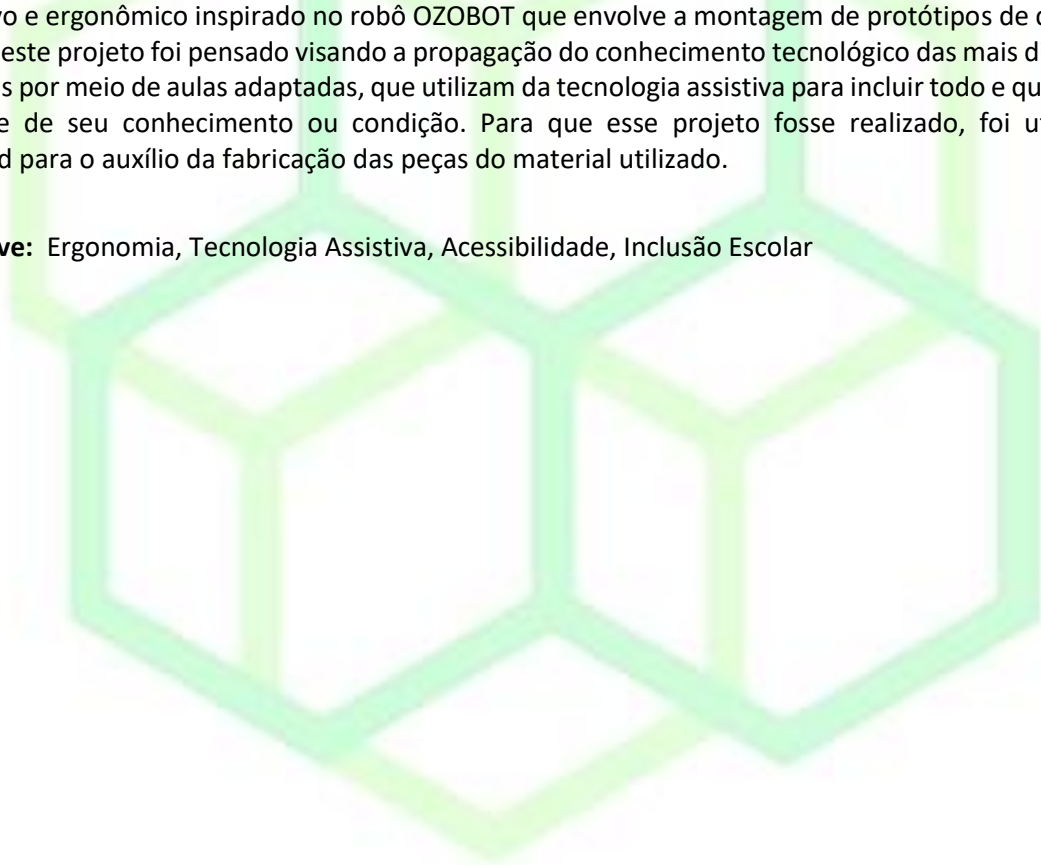 e ergonômico inspirado no robô OZOBOT que envolve a montagem de protótipos de
este projeto foi pensado visando a propagação do conhecimento tecnológico das mais
por meio de aulas adaptadas, que utilizam da tecnologia assistiva para incluir todo e
de seu conhecimento ou condição. Para que esse projeto fosse realizado, foi
para o auxílio da fabricação das peças do material utilizado.
Ergonomia, Tecnologia Assistiva, Acessibilidade, Inclusão Escolar